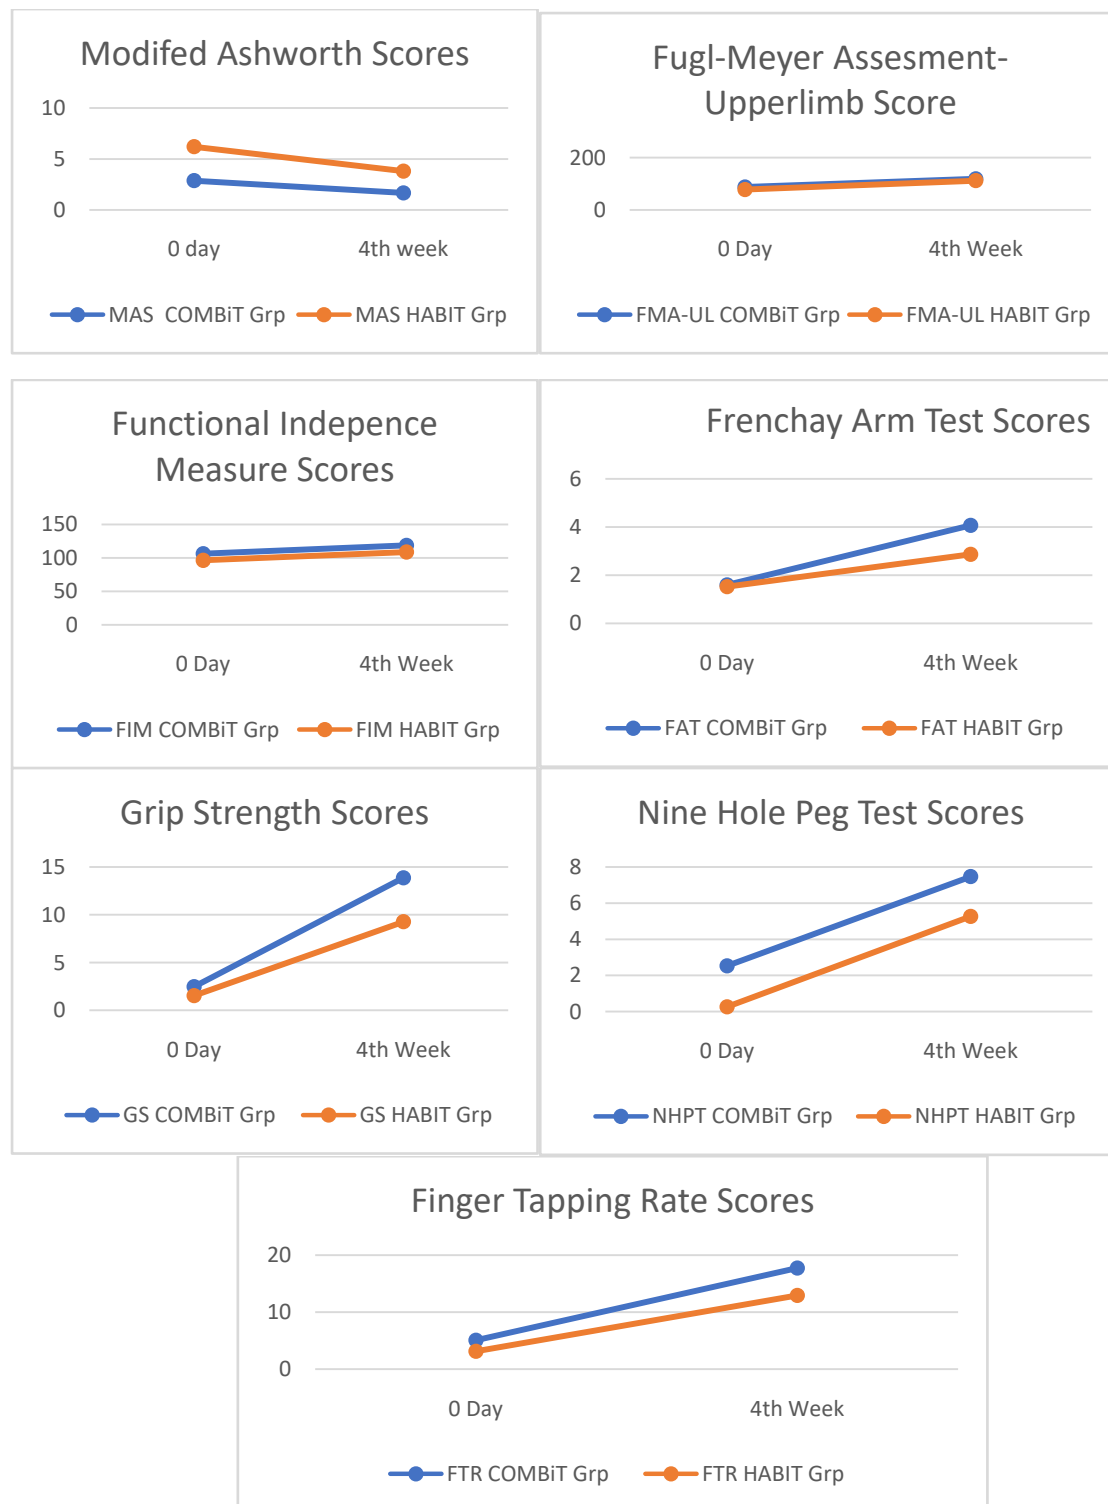 Modifed Ashworth Scores
10
5
0
0 day 4th week
MAS COMBiT Grp MAS HABIT Grp
Fugl-Meyer Assesment-
Upperlimb Score
200
0
0 Day 4th Week
FMA-UL COMBiT Grp FMA-UL HABIT Grp
Functional Indepence
Measure Scores
150
100
50
0
0 Day 4th Week
FIM COMBiT Grp FIM HABIT Grp
Frenchay Arm Test Scores
6
4
2
0
0 Day 4th Week
FAT COMBiT Grp FAT HABIT Grp
Grip Strength Scores
15
10
5
0
0 Day 4th Week
GS COMBiT Grp GS HABIT Grp
Nine Hole Peg Test Scores
8
6
4
2
0
0 Day 4th Week
NHPT COMBiT Grp NHPT HABIT Grp
Finger Tapping Rate Scores
20
10
0
0 Day 4th Week
FTR COMBiT Grp FTR HABIT Grp